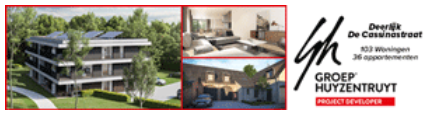 Deerlijk
De Cassinastraat
103 Woningen
36 appartementen
GROEP
HUYZENTRUYT
PROJECT DEVELOPER